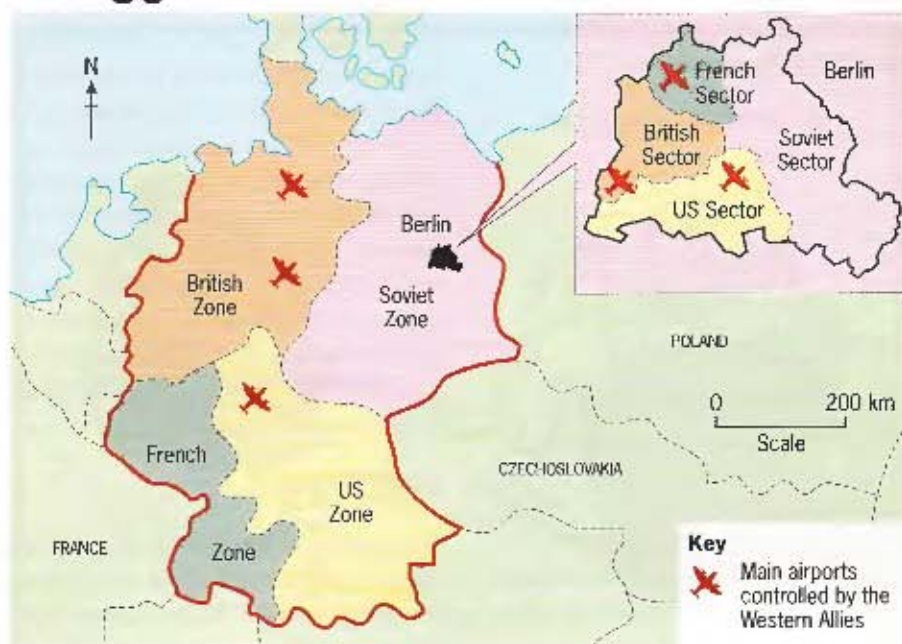 N
Berlin
British
Zone
Soviet
Zone
French
Zone
US
Zone
FRANCE
POLAND
CZECHOSLOVAKIA
0 200 km
Scale
French
Sector
Berlin
British
Sector
Soviet
Sector
US Sector
Key
Main airports
controlled by the
Western Allies